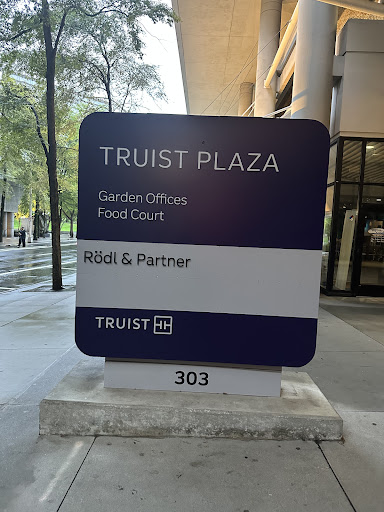 TRUIST PLAZA
Garden Offices
Food Court
Rödl & Partner
TRUIST
303